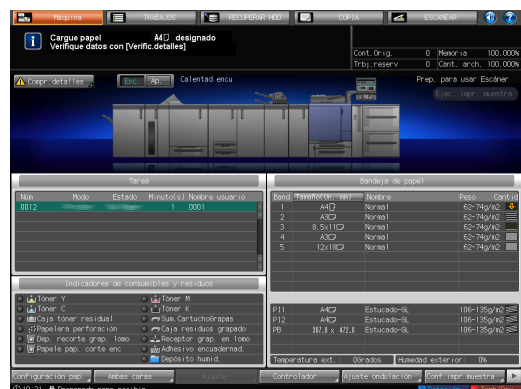 Maquina TRABAJOS RECUPERAR HDD COPIA ESCANEAR
Cargue papel A4 designado
Verifique datos con [Verific.detalles]
Cont.Orig. 0 Memoria 100.000%
Trbj.reserv 0 Cant. arch. 100.000%
Compr.detalles Enc. Ap. Calentad encu Prep. para usar Escáner
Ejec. impr. muestra
Tarea
Núm Modo Estado Minuto(s) Nombre usuario
0012 1 0001
Bandeja de papel
Band Tamaño(Un. mm) Nombre Peso Cantid
1 A4 Normal 62-74g/m2
2 A3 Normal 62-74g/m2
3 8.5×11 Normal 62-74g/m2
4 A3 Normal 62-74g/m2
5 12×18 Normal 62-74g/m2
PI1 A4 Estucado-GL 106-135g/m2
PI2 A4 Estucado-GL 106-135g/m2
PB Estucado-GL 106-135g/m2
Indicadores de consumibles y residuos
Tóner Y Tóner M
Tóner C Tóner K
Caja tóner residual Sum.CartuchoGrapas
Papelera perforación Caja residuos grapado
Dep. recorte grap. lomo Receptor grap. en lomo
Papele pap. corte enc Adhesivo encuadernad.
Depósito humid.
Temperatura ext. 0Grados Humedad exterior 0%
Configuración pap. Ambas caras Ajuste Controlador Ajuste ondulación Conf.impr.muestra